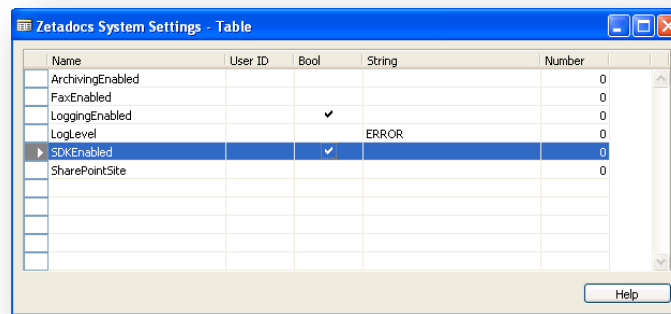 Zetadocs System Settings - Table
Name User ID Bool String Number
ArchivingEnabled 0
FaxEnabled 0
LoggingEnabled ✔ 0
LogLevel ERROR 0
SDKEnabled ✔ 0
SharePointSite 0
Help